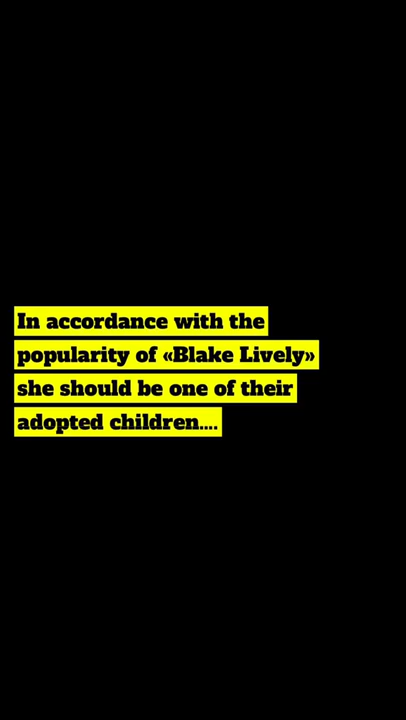 In accordance with the
popularity of «Blake Lively»
she should be one of their
adopted children....